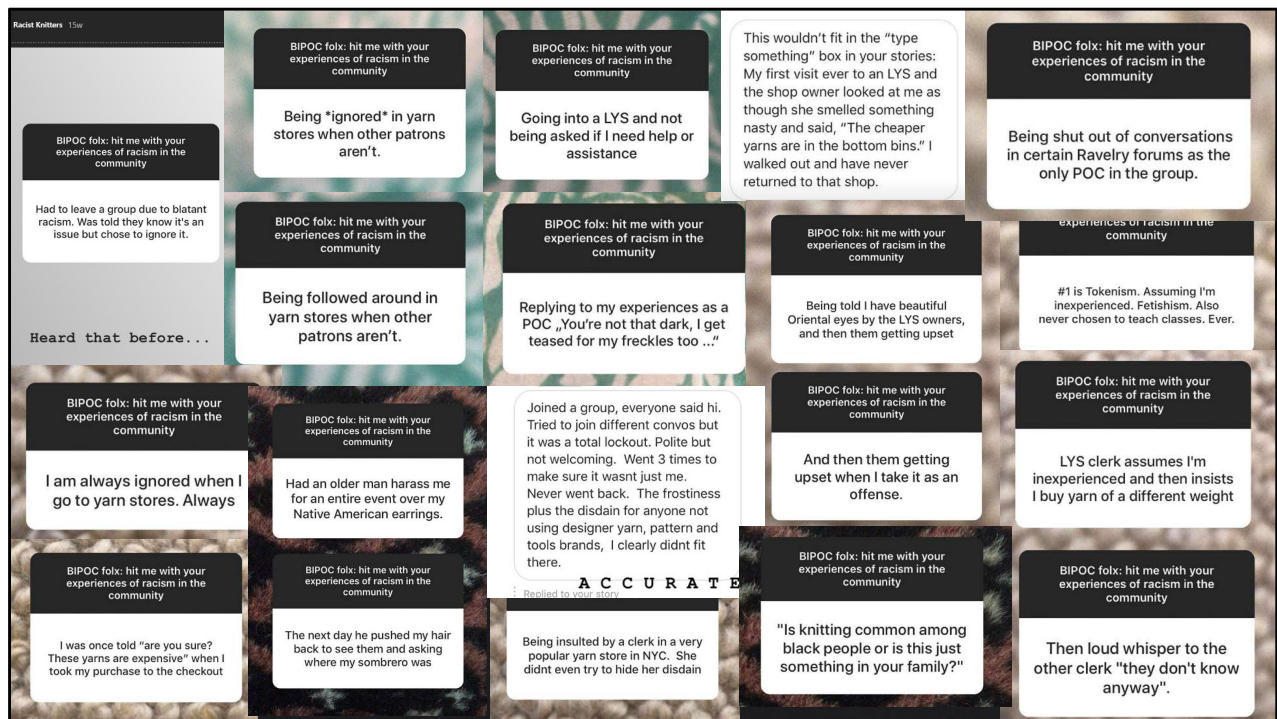 Racist Knitters 15w
BIPOC folx: hit me with your
experiences of racism in the
community
Had to leave a group due to blatant
racism. Was told they know it's an
issue but chose to ignore it.
Heard that before...
BIPOC folx: hit me with your
experiences of racism in the
community
Being *ignored* in yarn
stores when other patrons
aren't.
BIPOC folx: hit me with your
experiences of racism in the
community
Going into a LYS and not
being asked if I need help or
assistance
This wouldn't fit in the “type
something” box in your stories:
My first visit ever to an LYS and
the shop owner looked at me as
though she smelled something
nasty and said, “The cheaper
yarns are in the bottom bins.” I
walked out and have never
returned to that shop.
BIPOC folx: hit me with your
experiences of racism in the
community
Being shut out of conversations
in certain Ravelry forums as the
only POC in the group.
BIPOC folx: hit me with your
experiences of racism in the
community
Being followed around in
yarn stores when other
patrons aren't.
BIPOC folx: hit me with your
experiences of racism in the
community
Replying to my experiences as a
POC „You're not that dark, I get
teased for my freckles too ...“
BIPOC folx: hit me with your
experiences of racism in the
community
Being told I have beautiful
Oriental eyes by the LYS owners,
and then them getting upset
experiences of racism in the
community
#1 is Tokenism. Assuming I'm
inexperienced. Fetishism. Also
never chosen to teach classes. Ever.
BIPOC folx: hit me with your
experiences of racism in the
community
I am always ignored when I
go to yarn stores. Always
BIPOC folx: hit me with your
experiences of racism in the
community
Had an older man harass me
for an entire event over my
Native American earrings.
Joined a group, everyone said hi.
Tried to join different convos but
it was a total lockout. Polite but
not welcoming. Went 3 times to
make sure it wasnt just me.
Never went back. The frostiness
plus the disdain for anyone not
using designer yarn, pattern and
tools brands, I clearly didnt fit
there.
ACCURATE
Replied to your story
BIPOC folx: hit me with your
experiences of racism in the
community
And then them getting
upset when I take it as an
offense.
BIPOC folx: hit me with your
experiences of racism in the
community
LYS clerk assumes I'm
inexperienced and then insists
I buy yarn of a different weight
BIPOC folx: hit me with your
experiences of racism in the
community
I was once told “are you sure?
These yarns are expensive” when I
took my purchase to the checkout
BIPOC folx: hit me with your
experiences of racism in the
community
The next day he pushed my hair
back to see them and asking
where my sombrero was
Being insulted by a clerk in a very
popular yarn store in NYC. She
didnt even try to hide her disdain
BIPOC folx: hit me with your
experiences of racism in the
community
"Is knitting common among
black people or is this just
something in your family?"
BIPOC folx: hit me with your
experiences of racism in the
community
Then loud whisper to the
other clerk "they don't know
anyway".